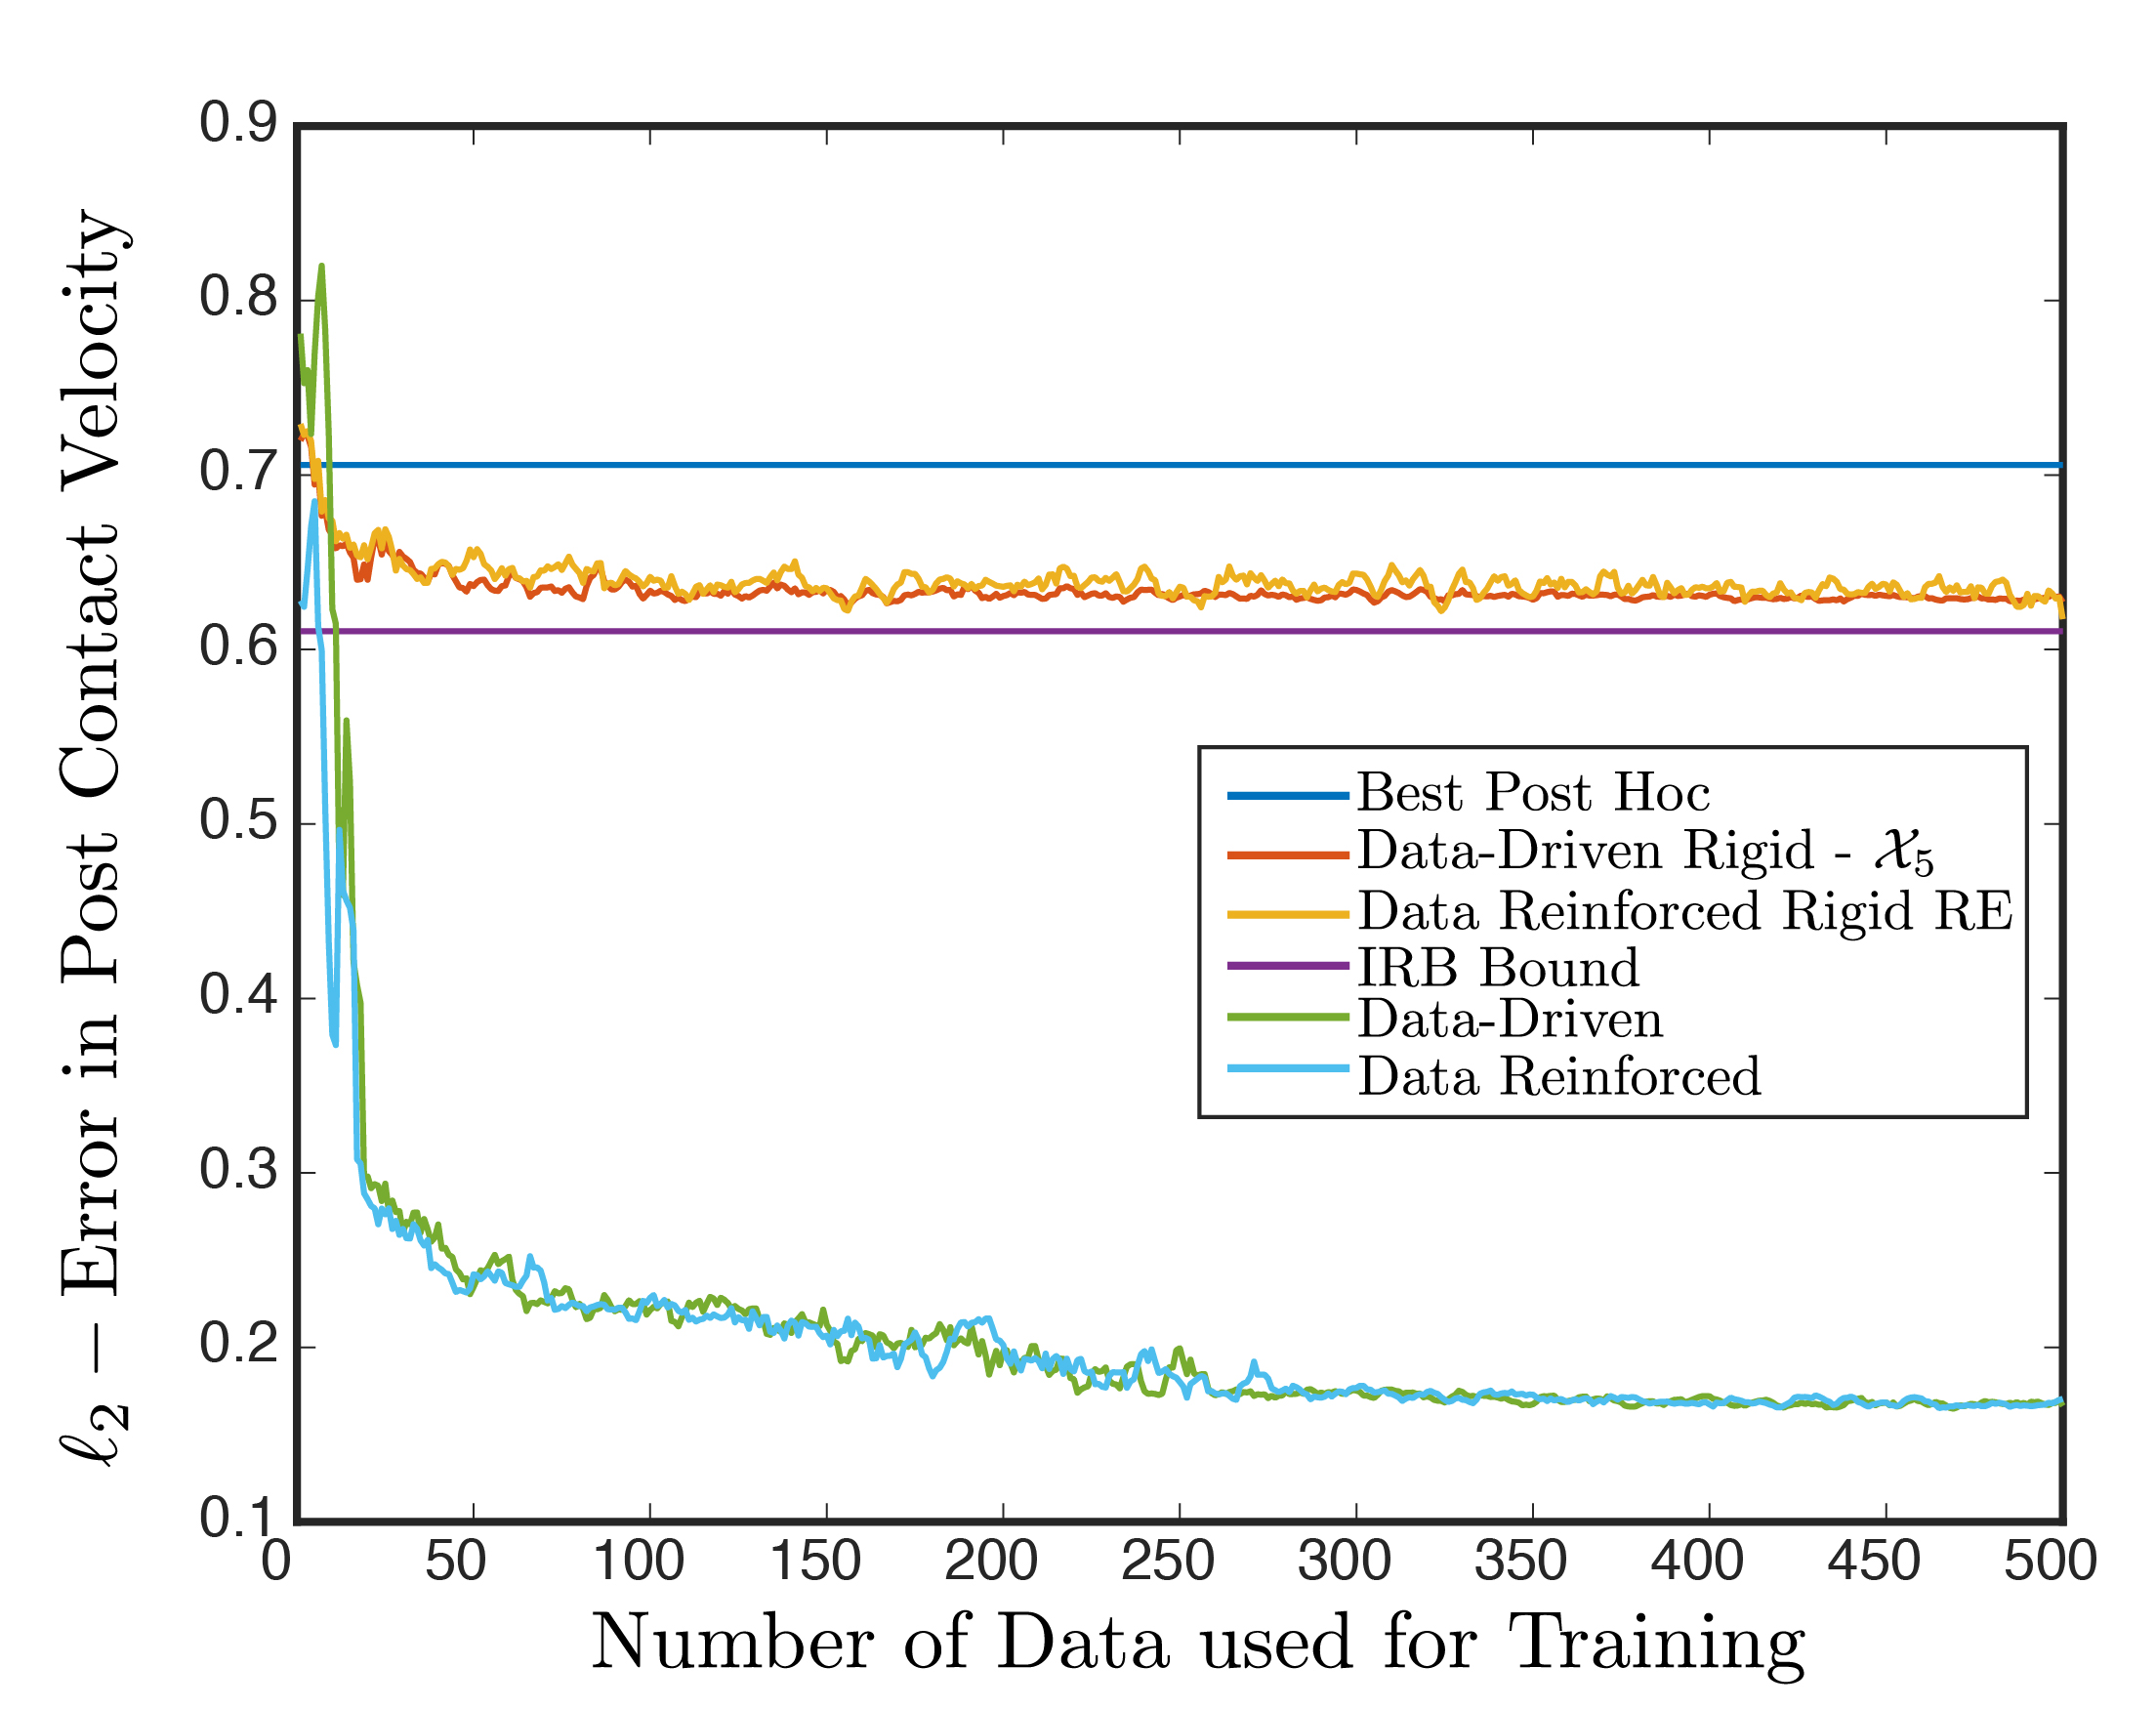 ℓ₂ − Error in Post Contact Velocity
0.9
0.8
0.7
0.6
0.5
0.4
0.3
0.2
0.1
Best Post Hoc
Data-Driven Rigid - 𝒳₅
Data Reinforced Rigid RE
IRB Bound
Data-Driven
Data Reinforced
0 50 100 150 200 250 300 350 400 450 500
Number of Data used for Training